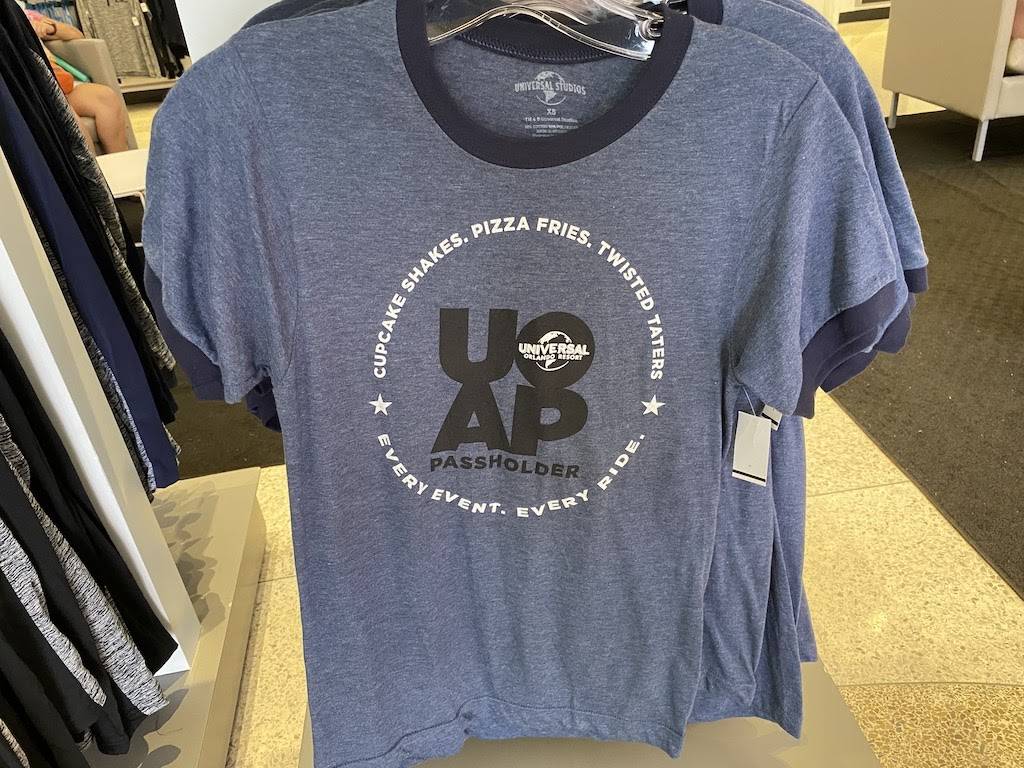 UNIVERSAL STUDIOS
XS
CUPCAKE SHAKES. PIZZA FRIES. TWISTED TATERS
UO
UNIVERSAL
ORLANDO RESORT
AP
PASSHOLDER
EVERY EVENT. EVERY RIDE.